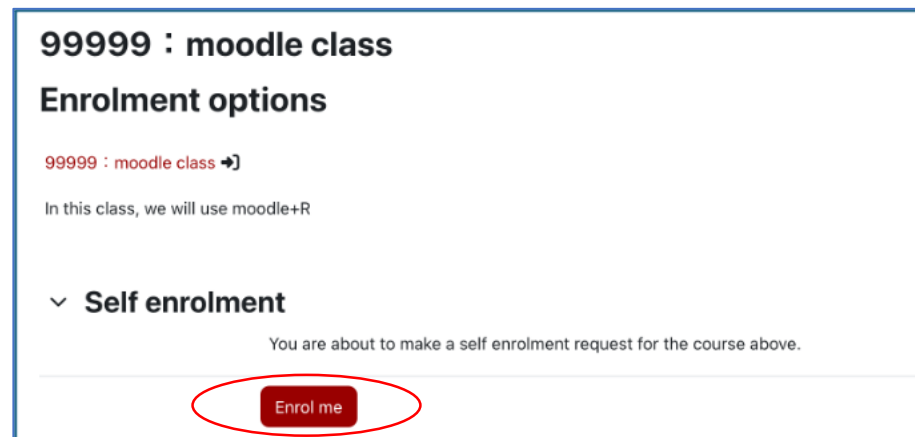 99999：moodle class
Enrolment options
99999：moodle class
In this class, we will use moodle+R
Self enrolment
You are about to make a self enrolment request for the course above.
Enrol me